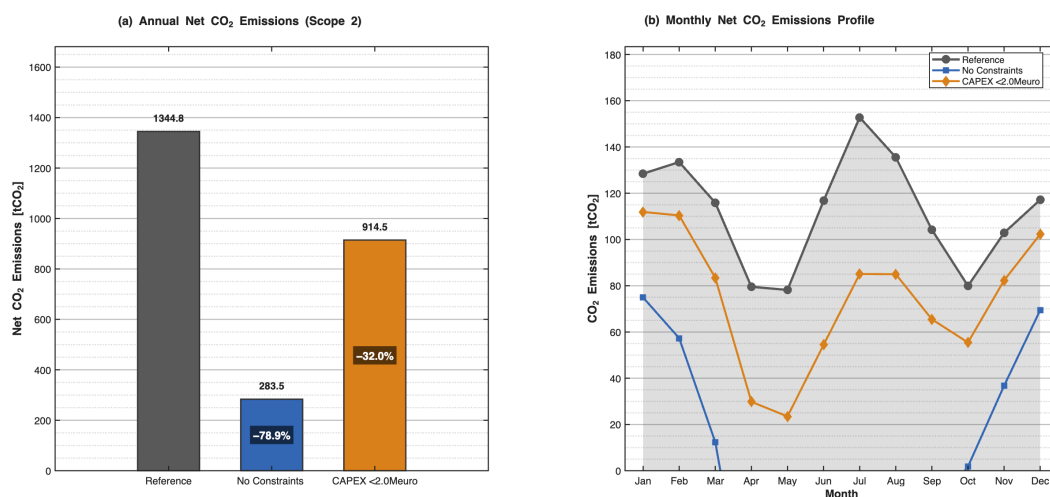 (a) Annual Net CO₂ Emissions (Scope 2)
Net CO₂ Emissions [tCO₂]
1600
1400
1200
1000
800
600
400
200
0
1344.8
283.5
−78.9%
914.5
−32.0%
Reference
No Constraints
CAPEX <2.0Meuro
(b) Monthly Net CO₂ Emissions Profile
CO₂ Emissions [tCO₂]
180
160
140
120
100
80
60
40
20
0
Reference
No Constraints
CAPEX <2.0Meuro
Jan Feb Mar Apr May Jun Jul Aug Sep Oct Nov Dec
Month